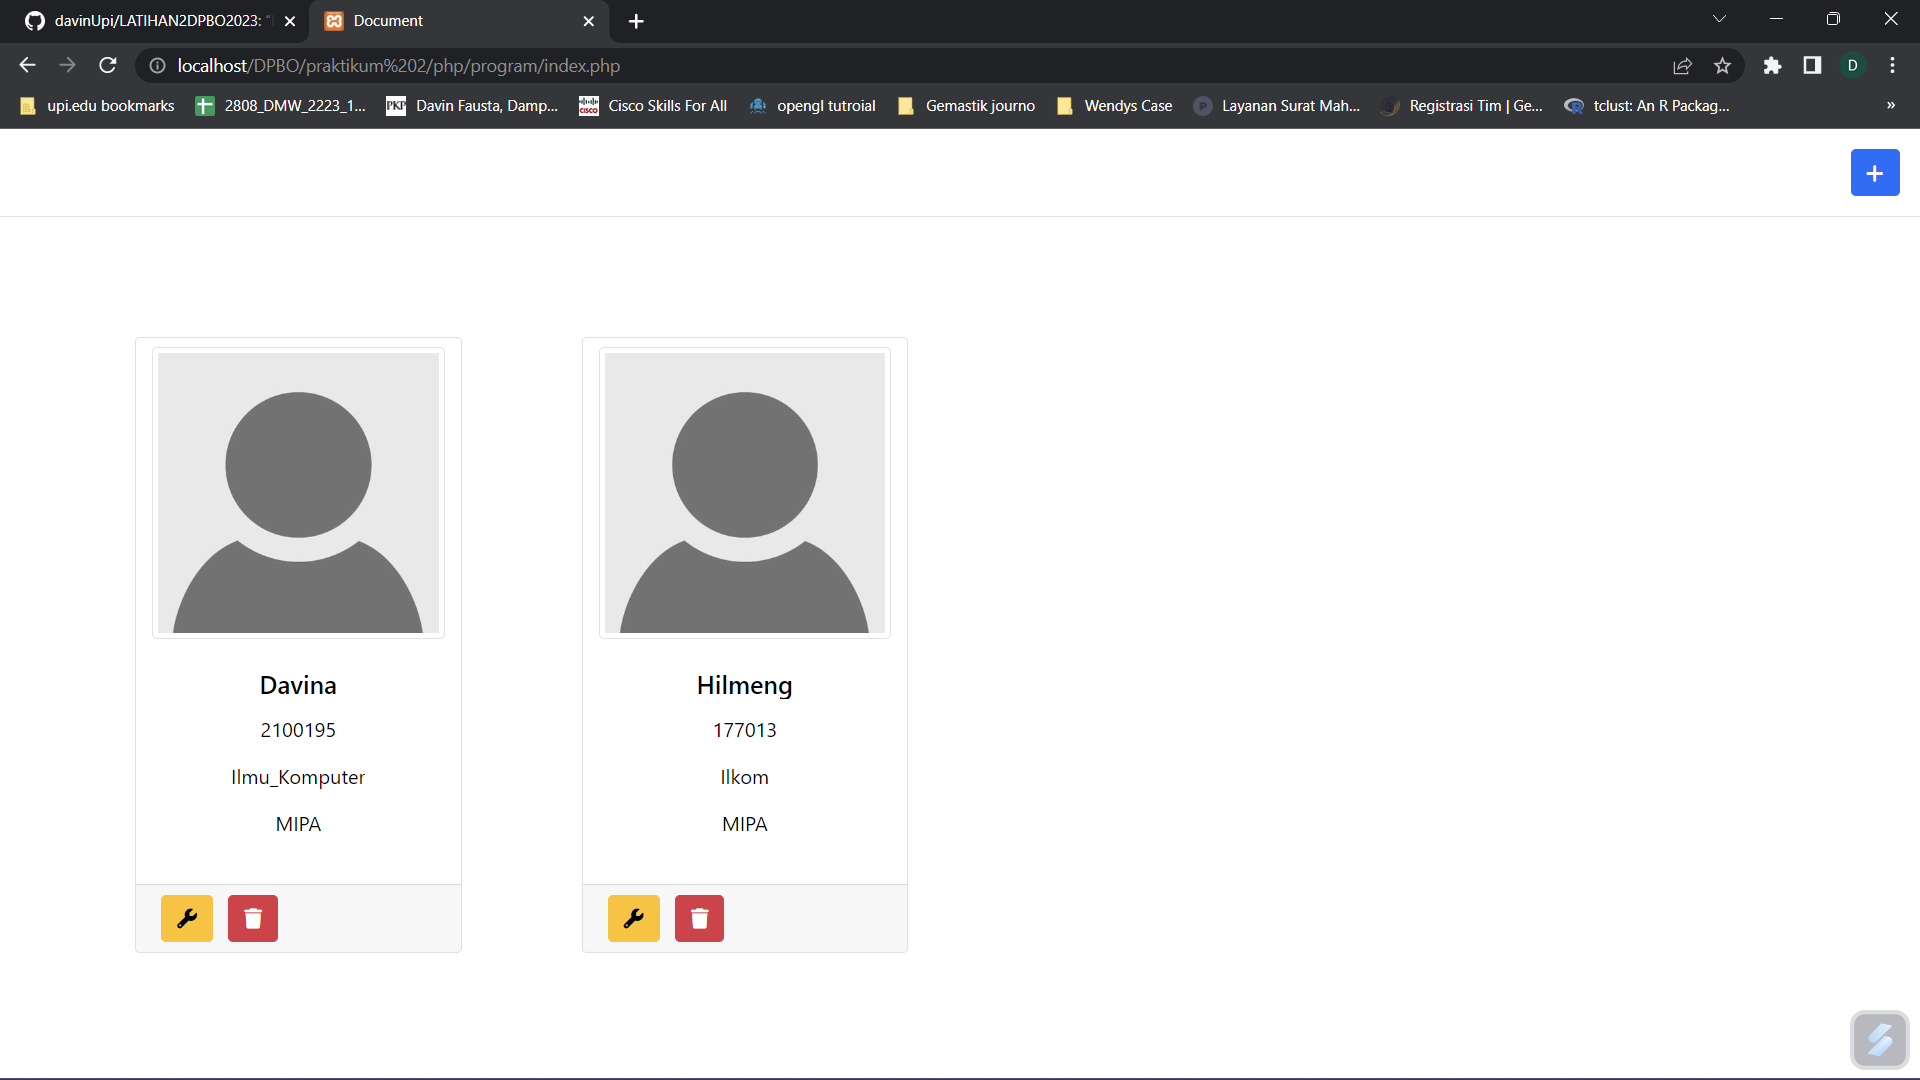 davinUpi/LATIHAN2DPBO2023: "
Document
localhost/DPBO/praktikum%202/php/program/index.php
D
upi.edu bookmarks
2808_DMW_2223_1...
PKP Davin Fausta, Damp...
CISCO Cisco Skills For All
opengl tutroial
Gemastik journo
Wendys Case
P Layanan Surat Mah...
Registrasi Tim | Ge...
R tclust: An R Packag...
»
+
Davina
2100195
Ilmu_Komputer
MIPA
Hilmeng
177013
Ilkom
MIPA